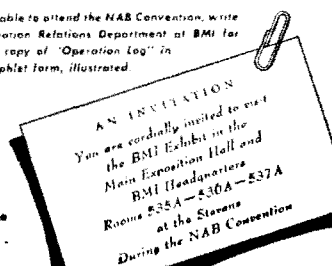 able to attend the NAB Convention, write
ation Relations Department at BMI for
copy of "Operation Log" in
phlet form, illustrated.
AN INVITATION
You are cordially invited to visit
the BMI Exhibit in the
Main Exposition Hall and
BMI Headquarters
Rooms 535A—536A—537A
at the Stevens
During the NAB Convention